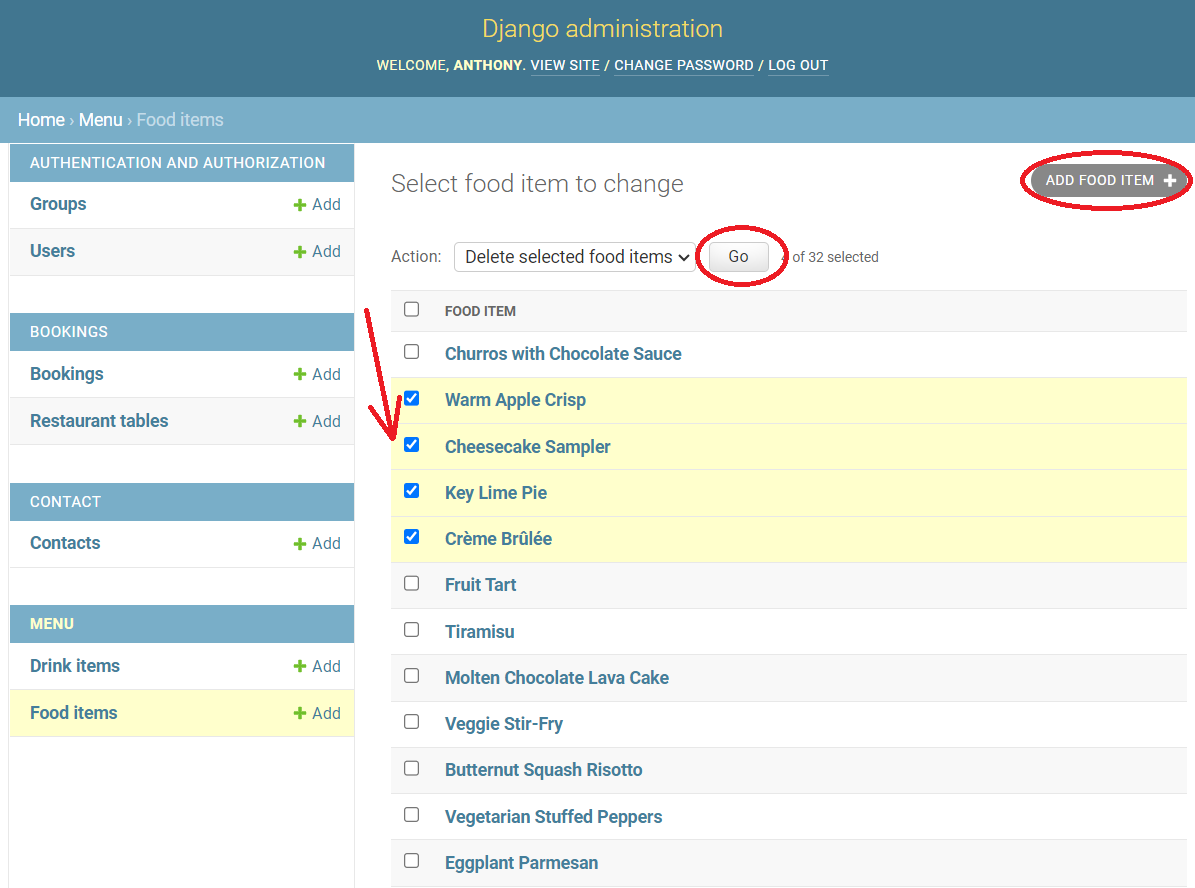 Django administration
WELCOME, ANTHONY. VIEW SITE / CHANGE PASSWORD / LOG OUT
Home › Menu › Food items
AUTHENTICATION AND AUTHORIZATION
Groups + Add
Users + Add
BOOKINGS
Bookings + Add
Restaurant tables + Add
CONTACT
Contacts + Add
MENU
Drink items + Add
Food items + Add
Select food item to change
ADD FOOD ITEM +
Action: Delete selected food items Go of 32 selected
FOOD ITEM
Churros with Chocolate Sauce
Warm Apple Crisp
Cheesecake Sampler
Key Lime Pie
Crème Brûlée
Fruit Tart
Tiramisu
Molten Chocolate Lava Cake
Veggie Stir-Fry
Butternut Squash Risotto
Vegetarian Stuffed Peppers
Eggplant Parmesan